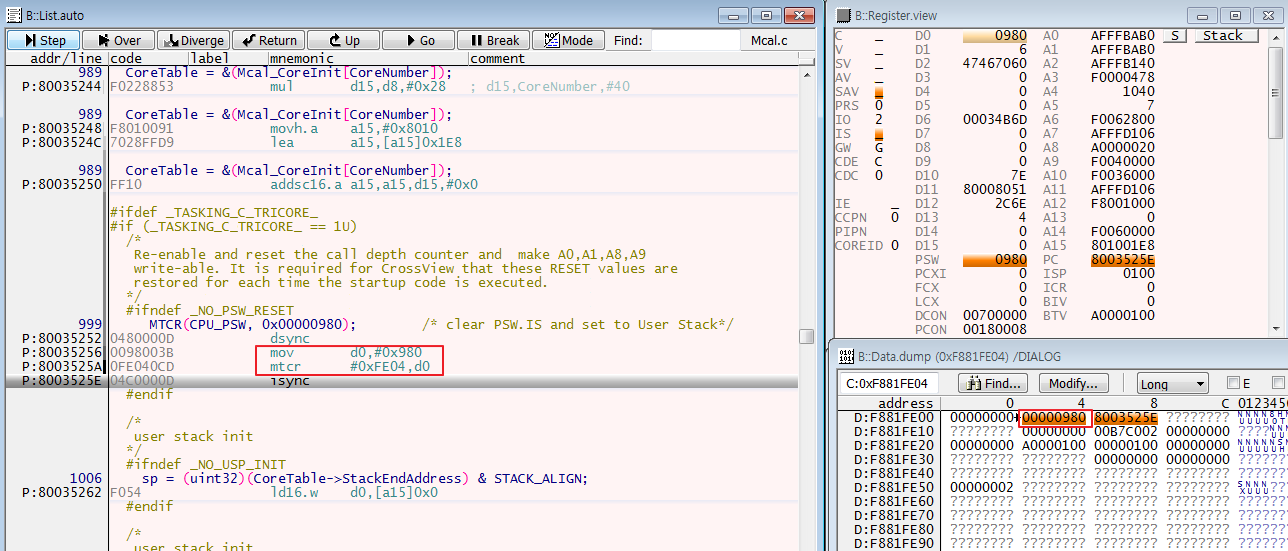 B::List.auto
Step Over Diverge Return Up Go Break Mode Find: Mcal.c
addr/line code label mnemonic comment
989 CoreTable = &(Mcal_CoreInit[CoreNumber]);
P:80035244 F0228853 mul d15,d8,#0x28 ; d15,CoreNumber,#40
989 CoreTable = &(Mcal_CoreInit[CoreNumber]);
P:80035248 F8010091 movh.a a15,#0x8010
P:8003524C 7028FFD9 lea a15,[a15]0x1E8
989 CoreTable = &(Mcal_CoreInit[CoreNumber]);
P:80035250 FF10 addsc16.a a15,a15,d15,#0x0
#ifdef _TASKING_C_TRICORE_
#if (_TASKING_C_TRICORE_ == 1U)
/*
Re-enable and reset the call depth counter and make A0,A1,A8,A9
write-able. It is required for CrossView that these RESET values are
restored for each time the startup code is executed.
*/
#ifndef _NO_PSW_RESET
999 MTCR(CPU_PSW, 0x00000980); /* clear PSW.IS and set to User Stack*/
P:80035252 0480000D dsync
P:80035256 0098003B mov d0,#0x980
P:8003525A 0FE040CD mtcr #0xFE04,d0
P:8003525E 04C0000D isync
#endif
/*
user stack init
*/
#ifndef _NO_USP_INIT
1006 sp = (uint32)(CoreTable->StackEndAddress) & STACK_ALIGN;
P:80035262 F054 ld16.w d0,[a15]0x0
#endif
/*
user stack init
B::Register.view
C _ D0 0980 A0 AFFFBAB0 S Stack
V _ D1 6 A1 AFFFBAB0
SV _ D2 47467060 A2 AFFFB140
AV _ D3 0 A3 F0000478
SAV _ D4 0 A4 1040
PRS 0 D5 0 A5 7
IO 2 D6 00034B6D A6 F0062800
IS _ D7 0 A7 AFFFD106
GW G D8 0 A8 A0000020
CDE C D9 0 A9 F0040000
CDC 0 D10 7E A10 F0036000
D11 80008051 A11 AFFFD106
IE _ D12 2C6E A12 F8001000
CCPN 0 D13 4 A13 0
PIPN D14 0 A14 F0060000
COREID 0 D15 0 A15 801001E8
PSW 0980 PC 8003525E
PCXI 0 ISP 0100
FCX 0 ICR 0
LCX 0 BIV 0
DCON 00700000 BTV A0000100
PCON 00180008
B::Data.dump (0xF881FE04) /DIALOG
C:0xF881FE04 Find... Modify... Long E
address 0 4 8 C 0123456
D:F881FE00 00000000 00000980 8003525E ????????
D:F881FE10 ???????? 00000000 00B7C002 00000000
D:F881FE20 00000000 A0000100 00000100 00000000
D:F881FE30 ???????? ???????? 00000000 00000000
D:F881FE40 ???????? ???????? ???????? ????????
D:F881FE50 00000002 ???????? ???????? ????????
D:F881FE60 ???????? ???????? ???????? ????????
D:F881FE70 ???????? ???????? ???????? ????????
D:F881FE80 ???????? ???????? ???????? ????????
D:F881FE90 ???????? ???????? ???????? ????????